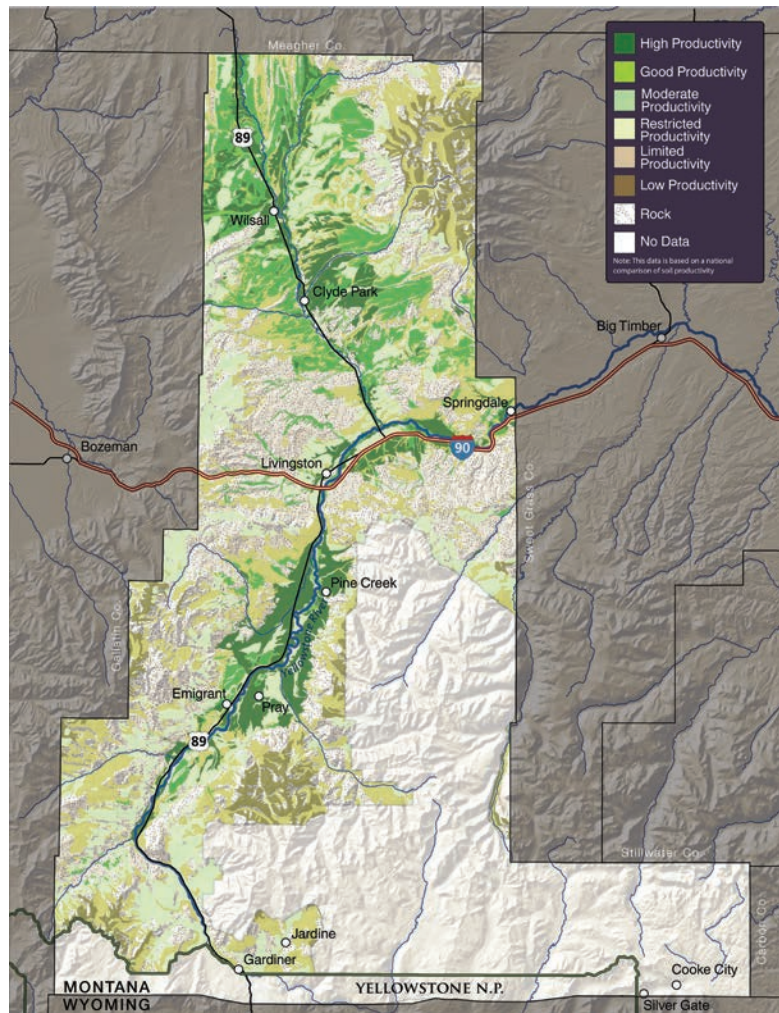 Meagher Co
High Productivity
Good Productivity
Moderate
Productivity
Restricted
Productivity
Limited
Productivity
Low Productivity
Rock
No Data
Note: This data is based on a national
comparison of soil productivity
89
Wilsall
Clyde Park
Big Timber
Springdale
90
Bozeman
Livingston
Sweet Grass Co
Pine Creek
Gallatin Co
Yellowstone River
Emigrant
Pray
89
Stillwater Co
Carbon Co
Jardine
Gardiner
Cooke City
MONTANA
YELLOWSTONE N.P.
WYOMING
Silver Gate